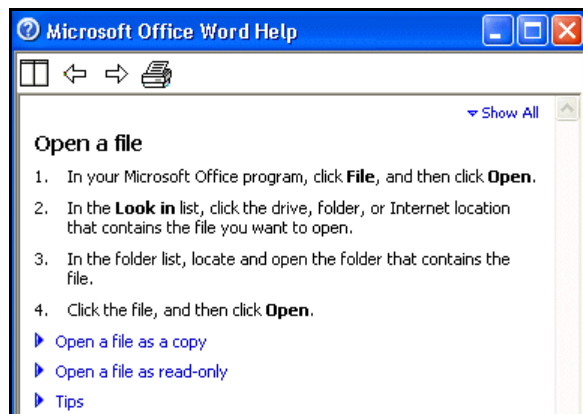 Microsoft Office Word Help
Show All
Open a file
1. In your Microsoft Office program, click File, and then click Open.
2. In the Look in list, click the drive, folder, or Internet location
that contains the file you want to open.
3. In the folder list, locate and open the folder that contains the
file.
4. Click the file, and then click Open.
Open a file as a copy
Open a file as read-only
Tips